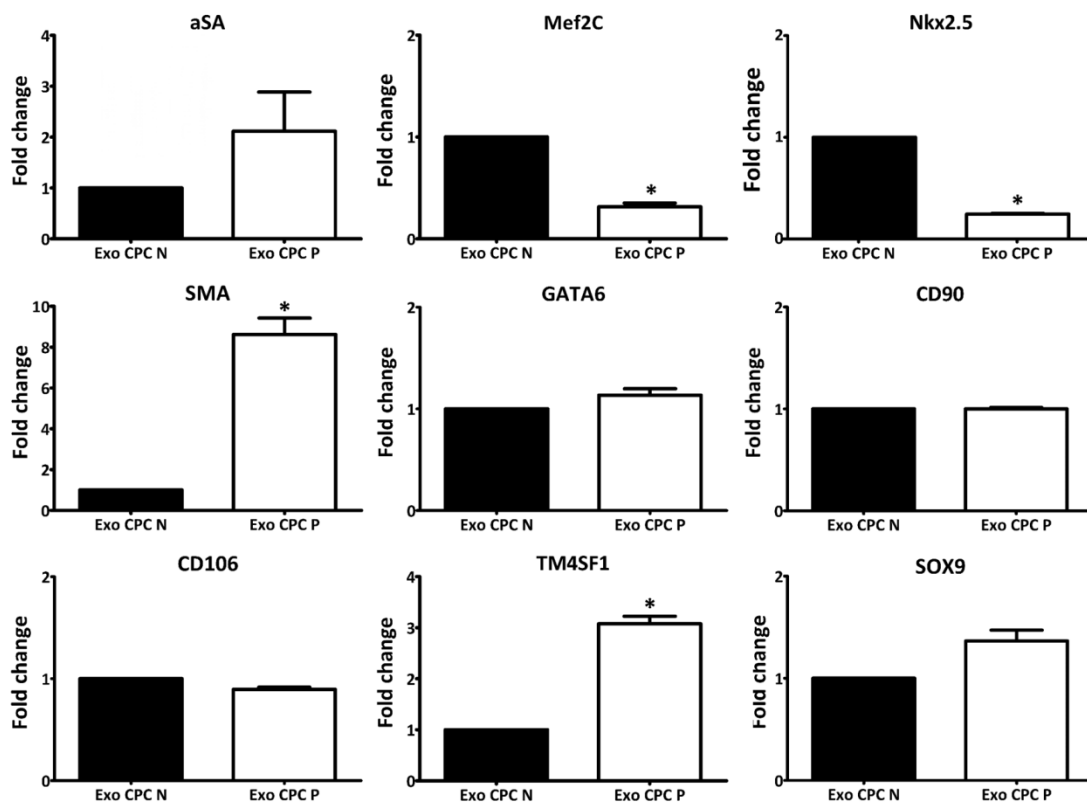 aSA
Fold change
4
3
2
1
0
Exo CPC N Exo CPC P
Mef2C
Fold change
2
1
0
*
Exo CPC N Exo CPC P
Nkx2.5
Fold change
2
1
0
*
Exo CPC N Exo CPC P
SMA
Fold change
10
8
6
4
2
0
*
Exo CPC N Exo CPC P
GATA6
Fold change
2
1
0
Exo CPC N Exo CPC P
CD90
Fold change
2
1
0
Exo CPC N Exo CPC P
CD106
Fold change
2
1
0
Exo CPC N Exo CPC P
TM4SF1
Fold change
4
3
2
1
0
*
Exo CPC N Exo CPC P
SOX9
Fold change
2
1
0
Exo CPC N Exo CPC P